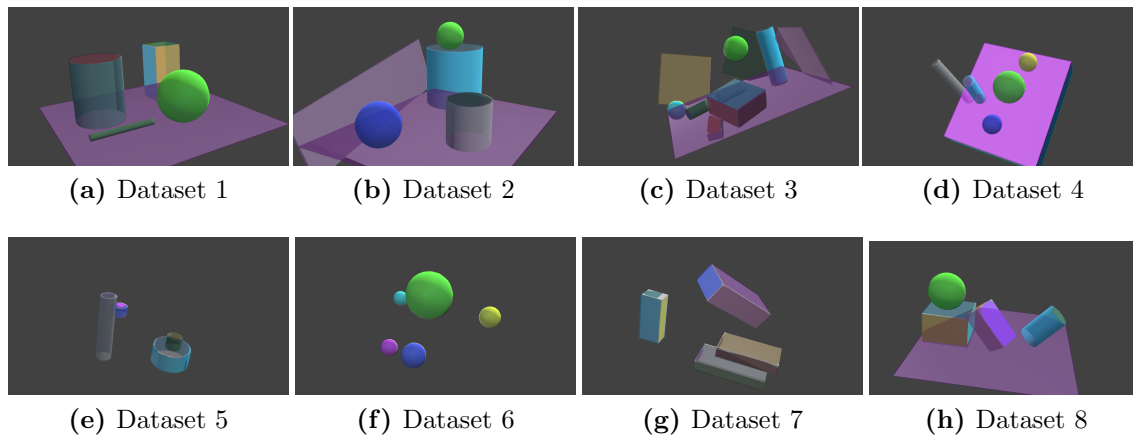 (a) Dataset 1
(b) Dataset 2
(c) Dataset 3
(d) Dataset 4
(e) Dataset 5
(f) Dataset 6
(g) Dataset 7
(h) Dataset 8